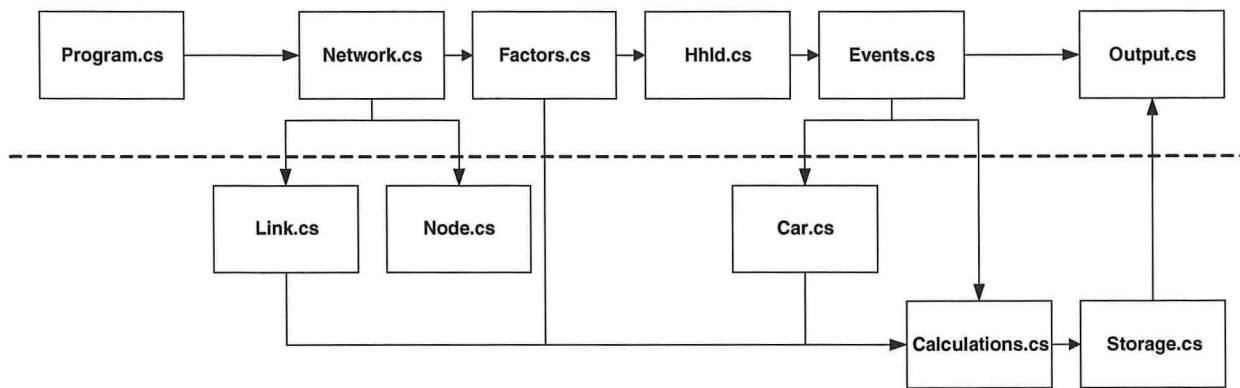 Program.cs
Network.cs
Factors.cs
Hhld.cs
Events.cs
Output.cs
Link.cs
Node.cs
Car.cs
Calculations.cs
Storage.cs